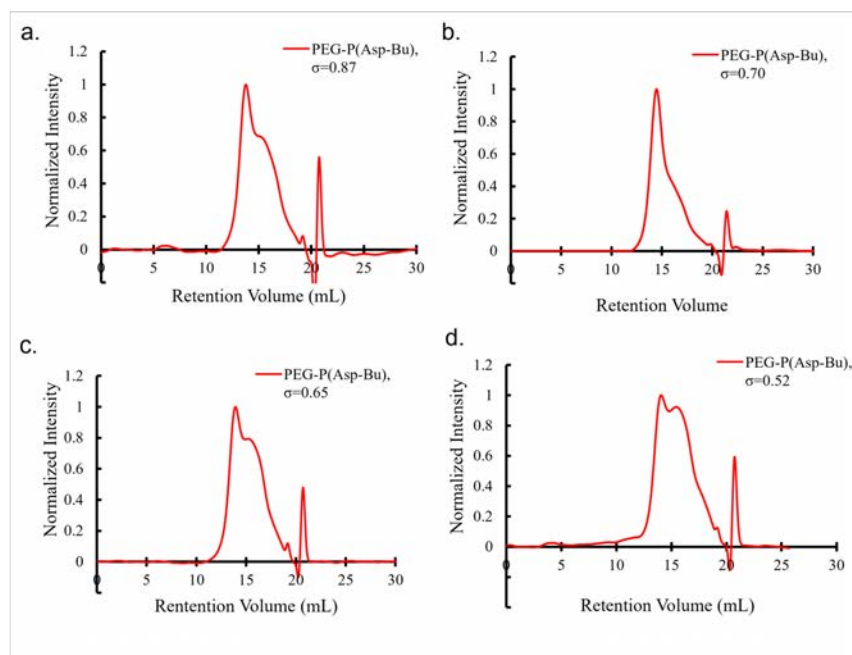 a.
1.2
1
0.8
0.6
0.4
0.2
0
0 5 10 15 20 25 30
Normalized Intensity
Retention Volume (mL)
PEG-P(Asp-Bu),
σ=0.87
b.
1.2
1
0.8
0.6
0.4
0.2
0
0 5 10 15 20 25 30
Normalized Intensity
Retention Volume
PEG-P(Asp-Bu),
σ=0.70
c.
1.2
1
0.8
0.6
0.4
0.2
0
0 5 10 15 20 25 30
Normalized Intensity
Rentention Volume (mL)
PEG-P(Asp-Bu),
σ=0.65
d.
1.2
1
0.8
0.6
0.4
0.2
0
0 5 10 15 20 25 30
Normalized Intensity
Retention Volume (mL)
PEG-P(Asp-Bu),
σ=0.52